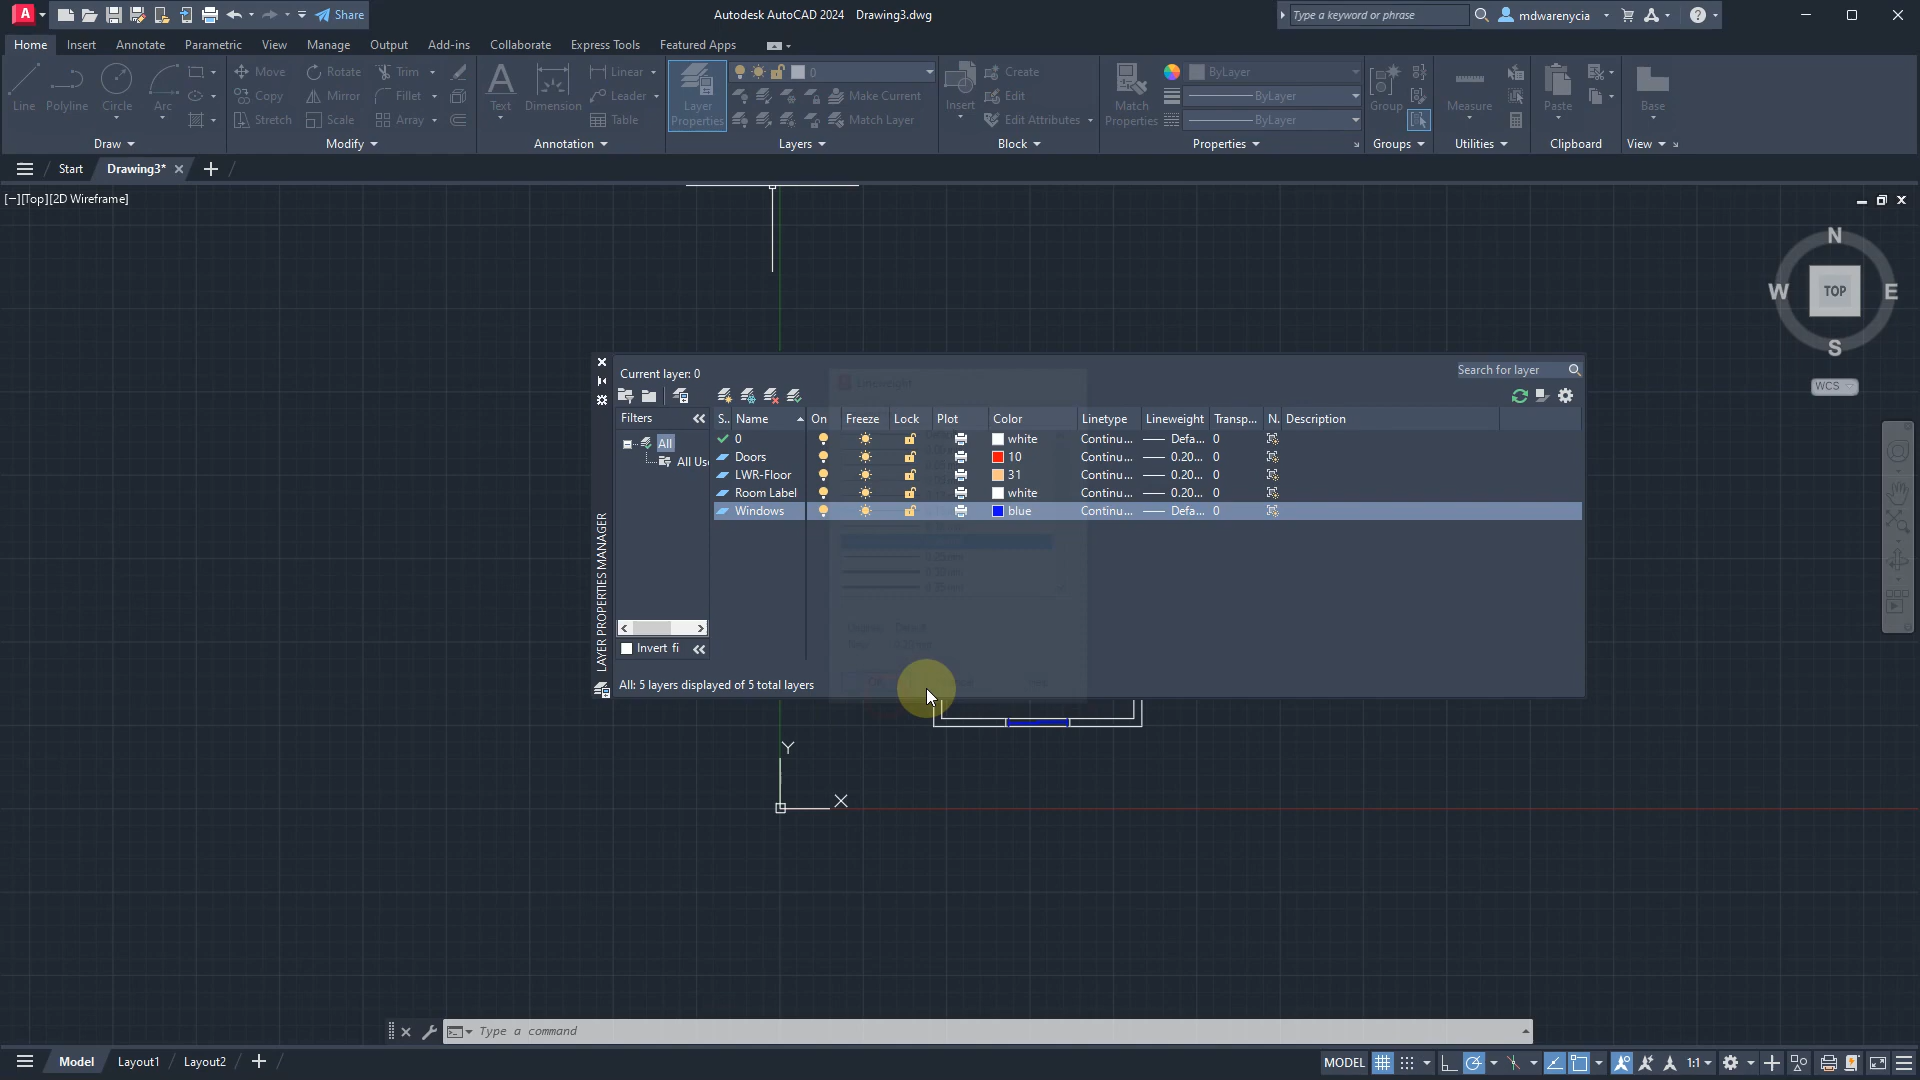 A Share Autodesk AutoCAD 2024 Drawing3.dwg Type a keyword or phrase mdwarenycia
Home Insert Annotate Parametric View Manage Output Add-ins Collaborate Express Tools Featured Apps
Line Polyline Circle Arc
Move Rotate Trim
Copy Mirror Fillet
Stretch Scale Array
Text Dimension
Linear
Leader
Table
Layer Properties
0
Make Current
Match Layer
Insert
Create
Edit
Edit Attributes
Match Properties
ByLayer
ByLayer
ByLayer
Group Measure Paste Base
Draw Modify Annotation Layers Block Properties Groups Utilities Clipboard View
Start Drawing3*
[−][Top][2D Wireframe]
N
W TOP E
S
WCS
Current layer: 0 Search for layer
Lineweight
Filters S.. Name On Freeze Lock Plot Color Linetype Lineweight Transp... N. Description
All
All Us
0 white Continu... Defa... 0
Doors 10 Continu... 0.20... 0
LWR-Floor 31 Continu... 0.20... 0
Room Label white Continu... 0.20... 0
Windows blue Continu... Defa... 0
Invert fi
All: 5 layers displayed of 5 total layers
LAYER PROPERTIES MANAGER
Y
X
Type a command
Model Layout1 Layout2 MODEL 1:1